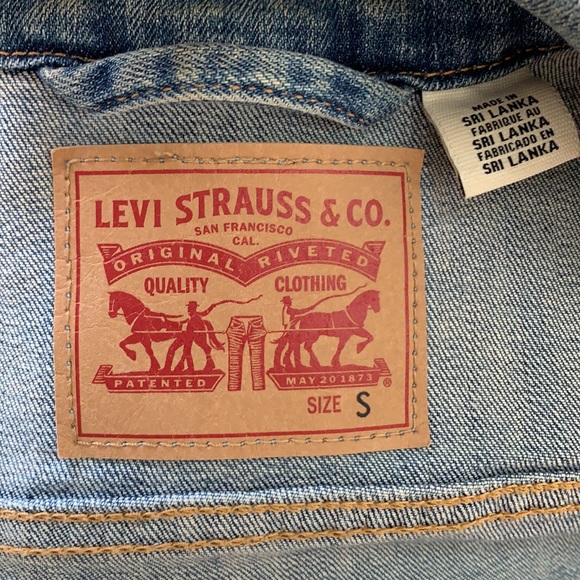 LEVI STRAUSS & CO.
SAN FRANCISCO
CAL.
ORIGINAL RIVETED
QUALITY CLOTHING
PATENTED MAY 20 1873 ®
SIZE S
MADE IN
SRI LANKA
FABRIQUE AU
SRI LANKA
FABRICADO EN
SRI LANKA